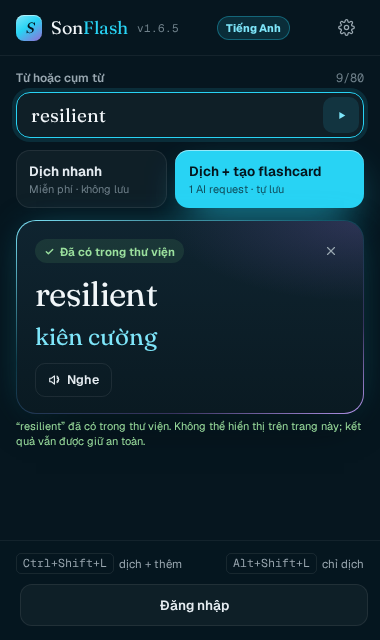 S SonFlash v1.6.5 Tiếng Anh
Từ hoặc cụm từ 9/80
resilient
Dịch nhanh
Miễn phí · không lưu
Dịch + tạo flashcard
1 AI request · tự lưu
✓ Đã có trong thư viện ×
resilient
kiên cường
Nghe
“resilient” đã có trong thư viện. Không thể hiển thị trên trang này; kết
quả vẫn được giữ an toàn.
Ctrl+Shift+L dịch + thêm Alt+Shift+L chỉ dịch
Đăng nhập